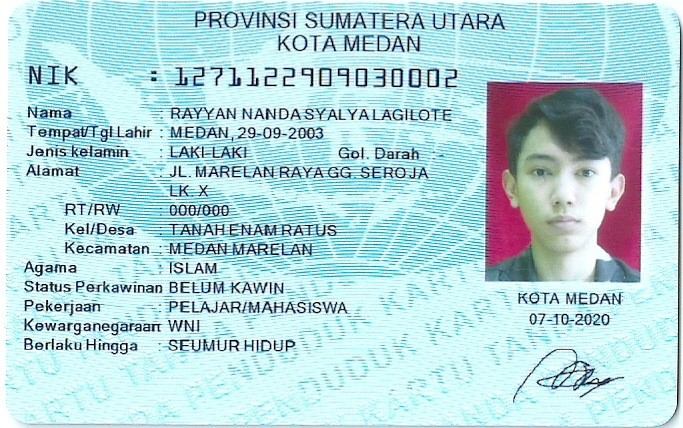 PROVINSI SUMATERA UTARA
KOTA MEDAN
NIK : 1271122909030002
Nama : RAYYAN NANDA SYALYA LAGILOTE
Tempat/Tgl Lahir : MEDAN, 29-09-2003
Jenis kelamin : LAKI-LAKI Gol. Darah -
Alamat : JL. MARELAN RAYA GG. SEROJA
LK. X
RT/RW : 000/000
Kel/Desa : TANAH ENAM RATUS
Kecamatan : MEDAN MARELAN
Agama : ISLAM
Status Perkawinan BELUM KAWIN
Pekerjaan : PELAJAR/MAHASISWA
Kewarganegaraan WNI
Berlaku Hingga : SEUMUR HIDUP
KOTA MEDAN
07-10-2020